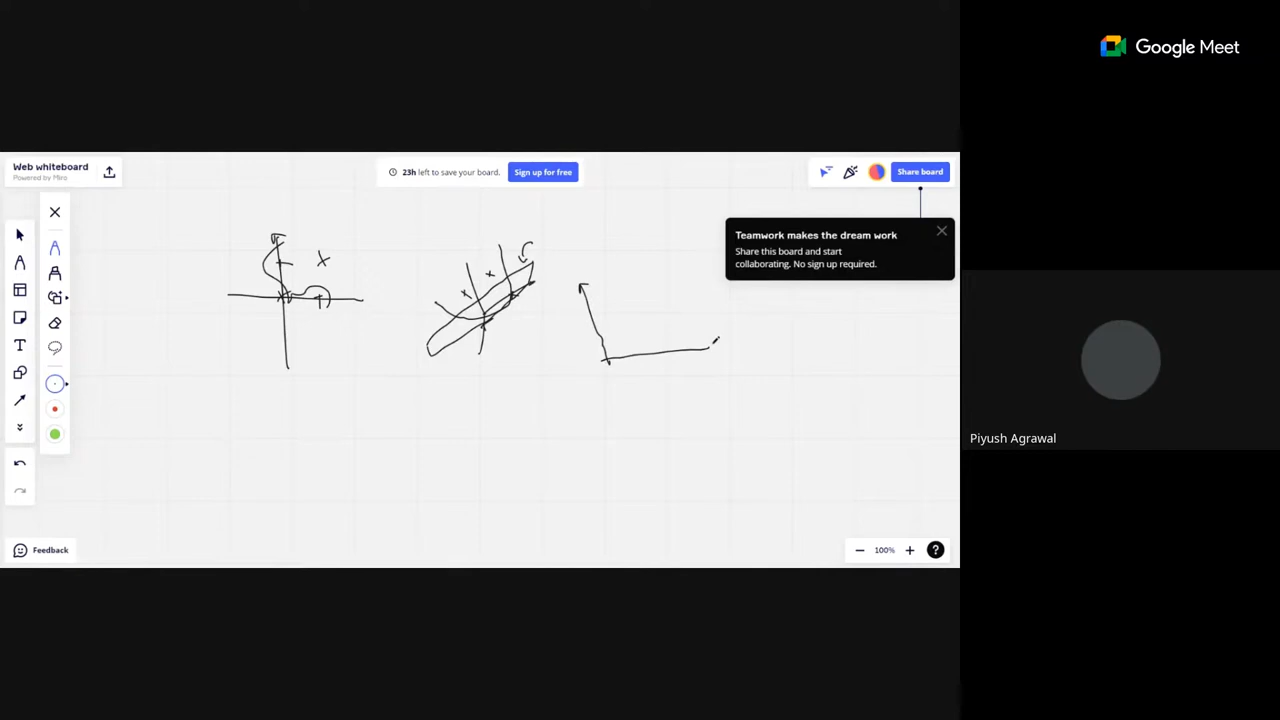 Google Meet
Web whiteboard
Powered by Miro
23h left to save your board.
Sign up for free
Share board
Teamwork makes the dream work
Share this board and start
collaborating. No sign up required.
T
Piyush Agrawal
Feedback
100%
?